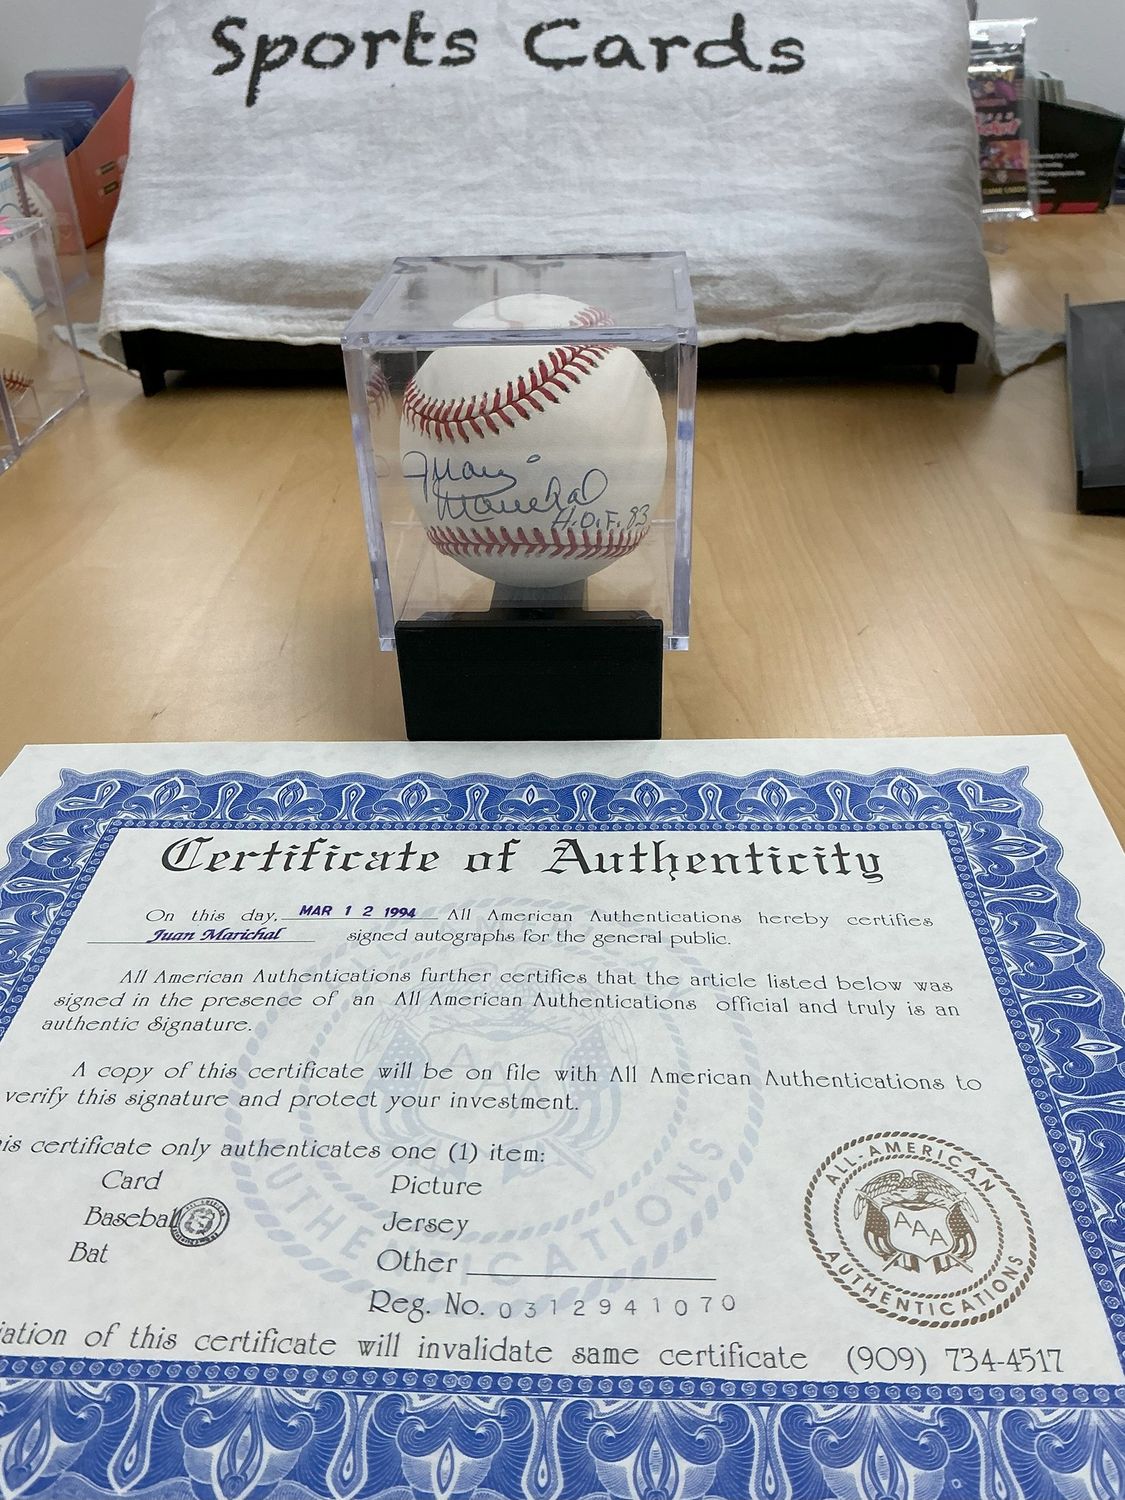 Sports Cards
Juan
Marichal
H.O.F. 83
Certificate of Authenticity
On this day, MAR 12 1994 All American Authentications hereby certifies
Juan Marichal signed autographs for the general public.
All American Authentications further certifies that the article listed below was
signed in the presence of an All American Authentications official and truly is an
authentic Signature.
A copy of this certificate will be on file with All American Authentications to
verify this signature and protect your investment.
is certificate only authenticates one (1) item:
Card Picture
Baseball Jersey
Bat Other
Reg. No. 0312941070
iation of this certificate will invalidate same certificate (909) 734-4517
ALL-AMERICAN
AAA
AUTHENTICATIONS